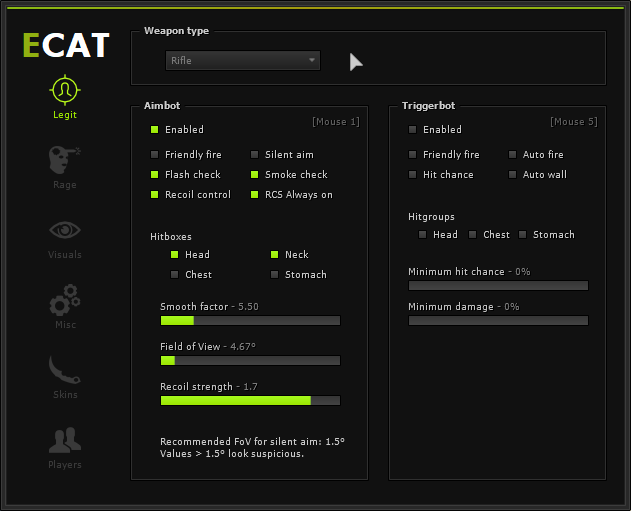 ECAT
Legit
Rage
Visuals
Misc
Skins
Players
Weapon type
Rifle
Aimbot
[Mouse 1]
Enabled
Friendly fire Silent aim
Flash check Smoke check
Recoil control RCS Always on
Hitboxes
Head Neck
Chest Stomach
Smooth factor - 5.50
Field of View - 4.67°
Recoil strength - 1.7
Recommended FoV for silent aim: 1.5°
Values > 1.5° look suspicious.
Triggerbot
[Mouse 5]
Enabled
Friendly fire Auto fire
Hit chance Auto wall
Hitgroups
Head Chest Stomach
Minimum hit chance - 0%
Minimum damage - 0%